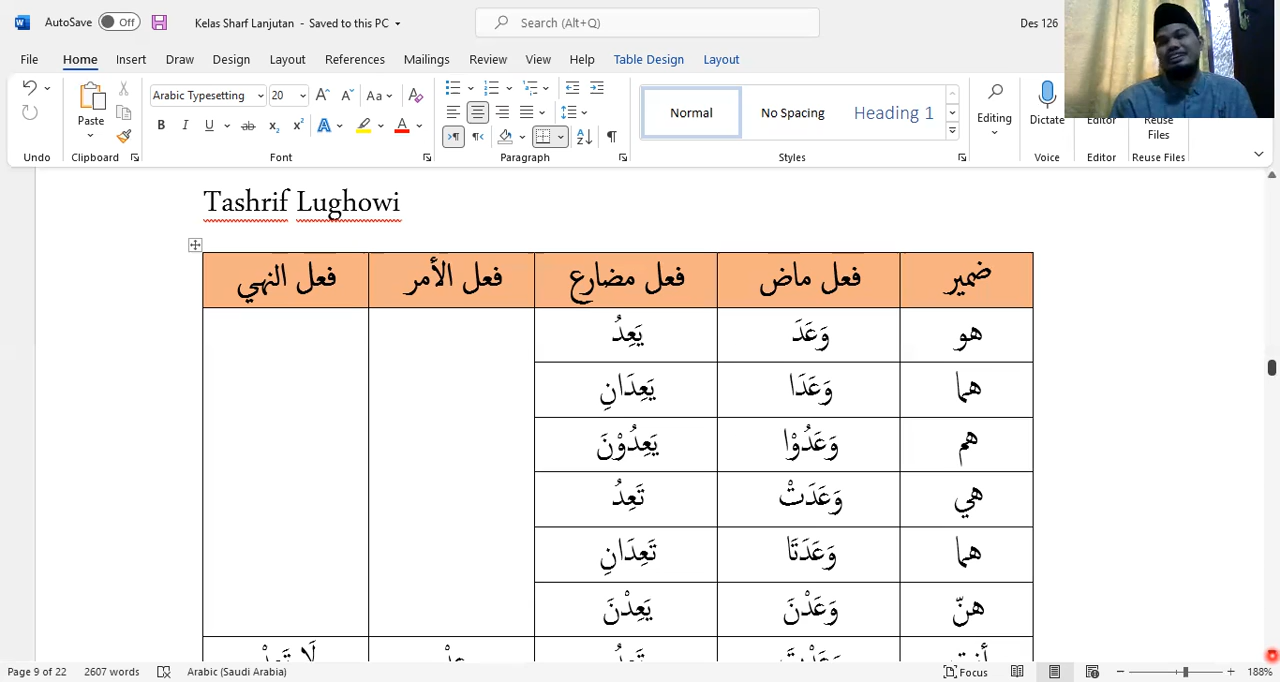 AutoSave Off Kelas Sharf Lanjutan - Saved to this PC Search (Alt+Q) Des 126
File Home Insert Draw Design Layout References Mailings Review View Help Table Design Layout
Paste Arabic Typesetting 20 Aa Normal No Spacing Heading 1 Editing Dictate Editor Reuse Files
Undo Clipboard Font Paragraph Styles Voice Editor Reuse Files
Tashrif Lughowi
ضمير فعل ماض فعل مضارع فعل الأمر فعل النهي
هو وَعَدَ يَعِدُ
هما وَعَدَا يَعِدَانِ
هم وَعَدُوْا يَعِدُوْنَ
هي وَعَدَتْ تَعِدُ
هما وَعَدَتَا تَعِدَانِ
هنّ وَعَدْنَ يَعِدْنَ
Page 9 of 22 2607 words Arabic (Saudi Arabia) Focus 188%